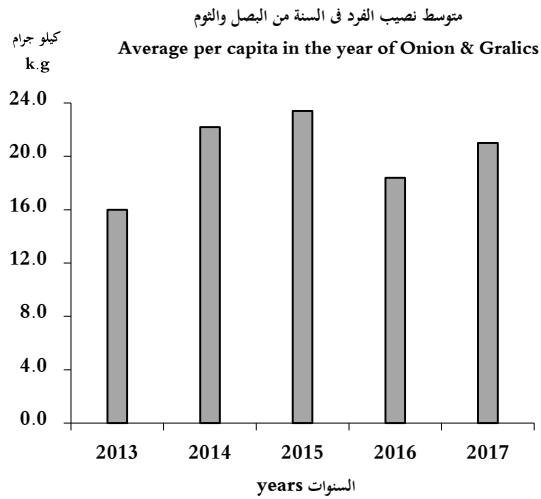 متوسط نصيب الفرد فى السنة من البصل والثوم
Average per capita in the year of Onion & Gralics
كيلو جرام
k.g
24.0
20.0
16.0
12.0
8.0
4.0
0.0
2013 2014 2015 2016 2017
years السنوات